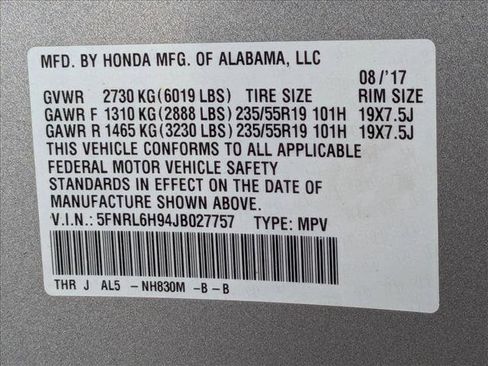 MFD. BY HONDA MFG. OF ALABAMA, LLC
08/'17
GVWR 2730 KG(6019 LBS) TIRE SIZE RIM SIZE
GAWR F 1310 KG(2888 LBS)235/55R19 101H 19X7.5J
GAWR R 1465 KG(3230 LBS)235/55R19 101H 19X7.5J
THIS VEHICLE CONFORMS TO ALL APPLICABLE
FEDERAL MOTOR VEHICLE SAFETY
STANDARDS IN EFFECT ON THE DATE OF
MANUFACTURE SHOWN ABOVE.
V.I.N.: 5FNRL6H94JB027757 TYPE: MPV
THR J AL5 -NH830M -B-B